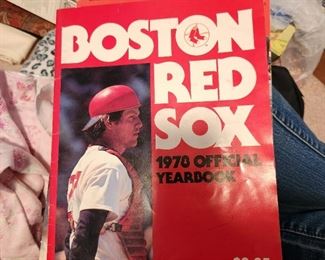 BOSTON
RED
SOX
1978 OFFICIAL
YEARBOOK